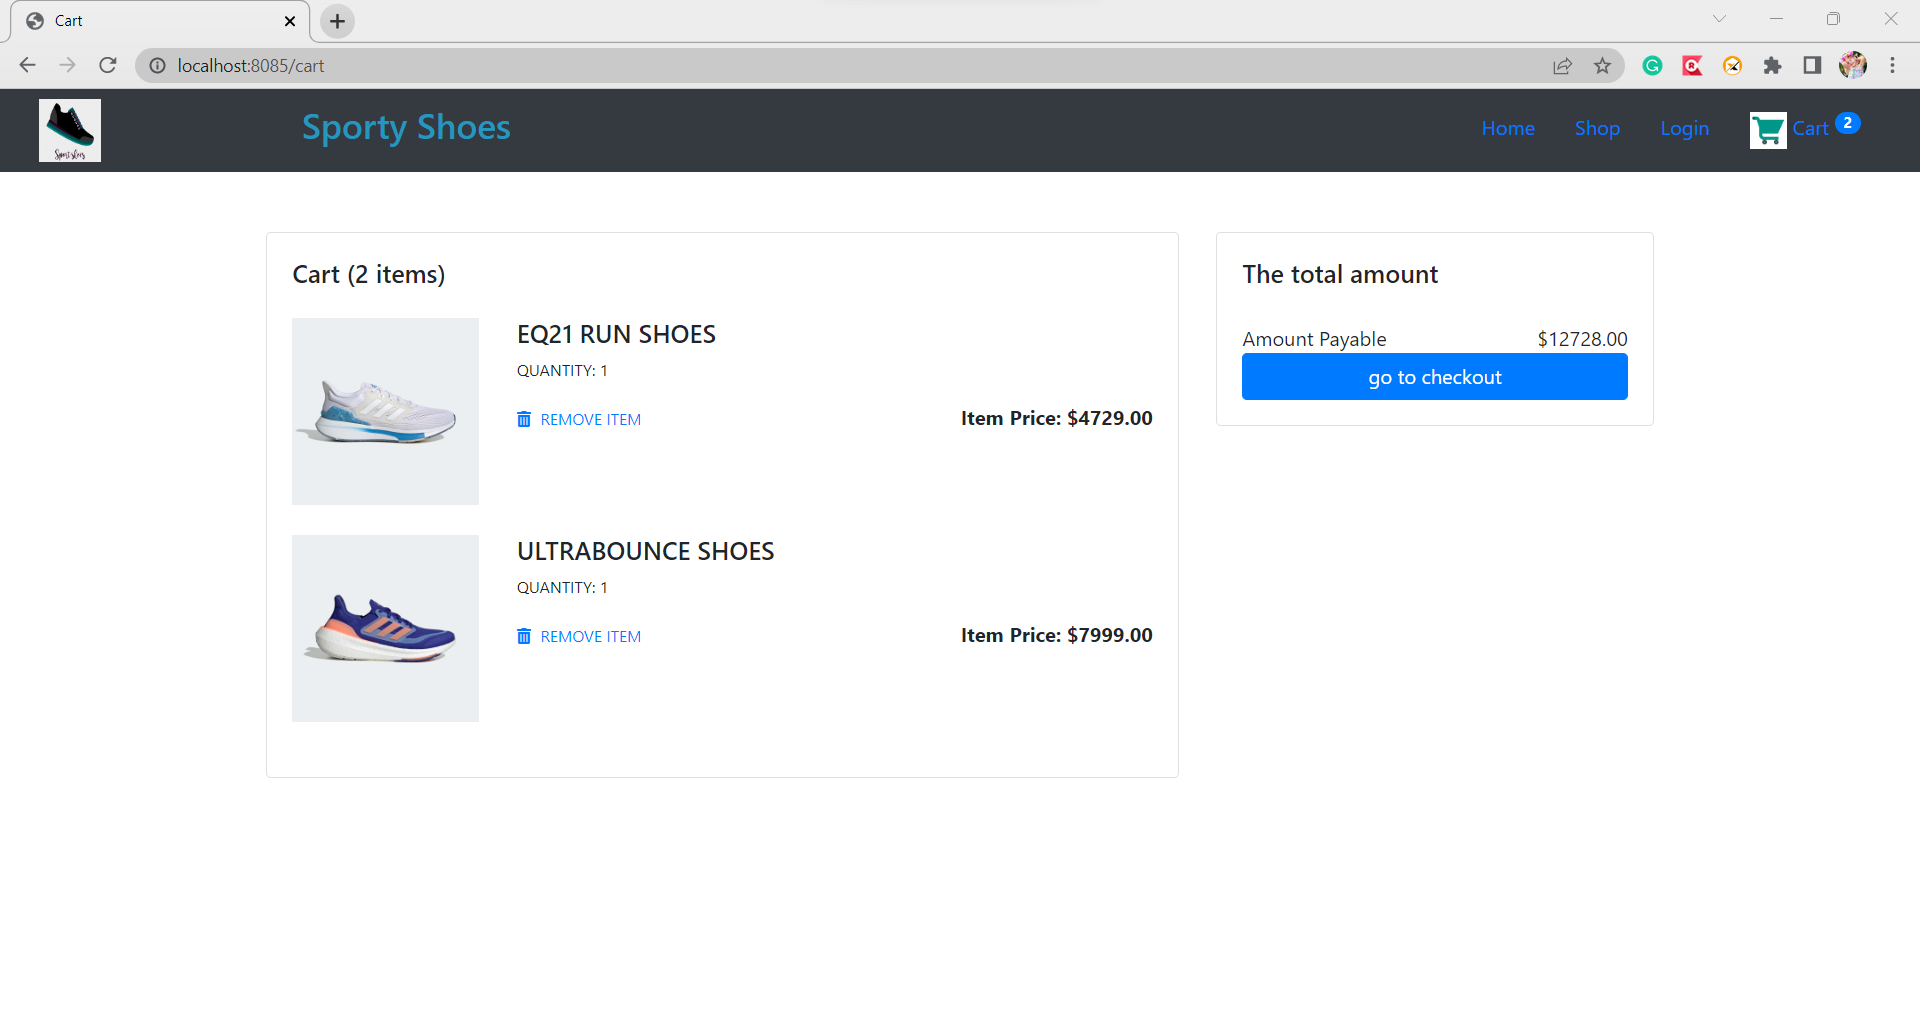 Cart
localhost:8085/cart
Sport shoes
Sporty Shoes
Home
Shop
Login
Cart 2
Cart (2 items)
EQ21 RUN SHOES
QUANTITY: 1
REMOVE ITEM
Item Price: $4729.00
ULTRABOUNCE SHOES
QUANTITY: 1
REMOVE ITEM
Item Price: $7999.00
The total amount
Amount Payable $12728.00
go to checkout